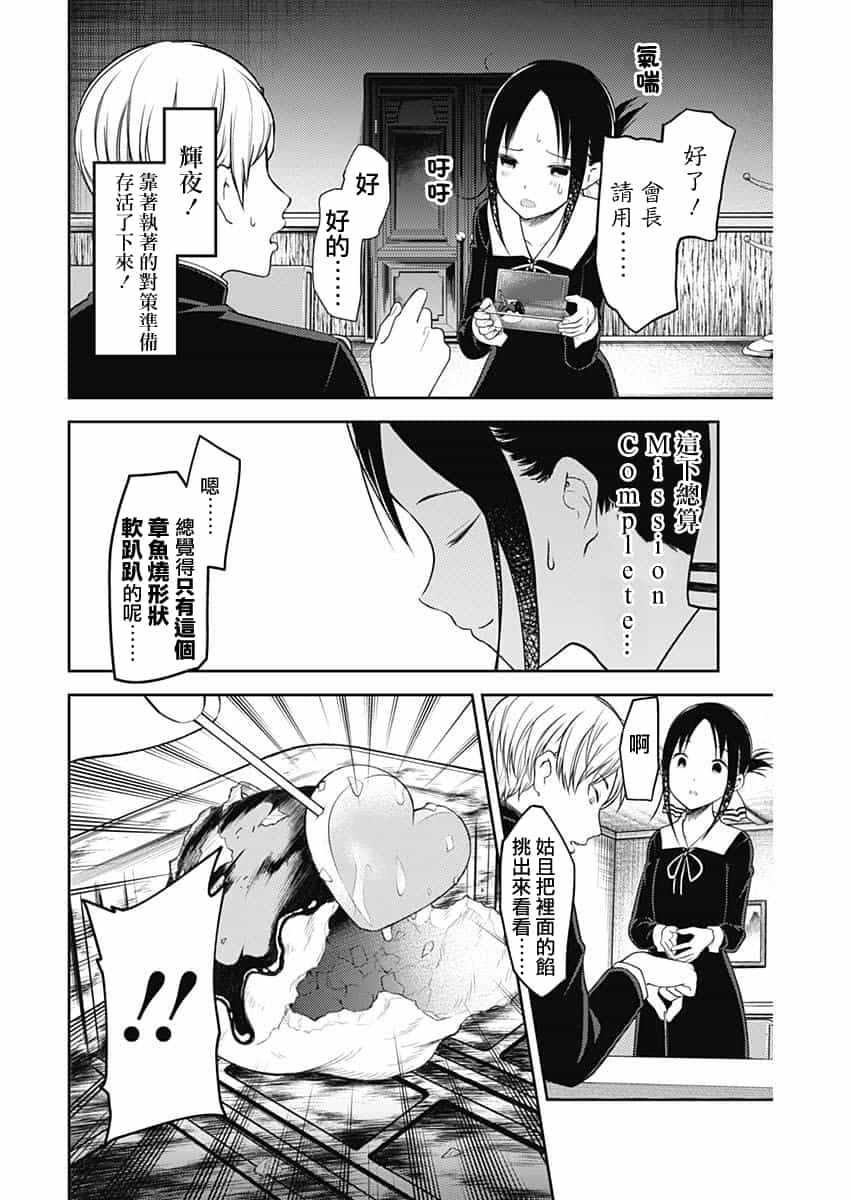 好了！
會長
請用……
氣喘
吁吁
好
好的……
輝夜！
靠著執著的對策準備
存活了下來！
這下總算
Mission
Complete…
嗯……
總覺得只有這個
章魚燒形狀
軟趴趴的呢……
啊
姑且把裡面的餡
挑出來看看……
!!